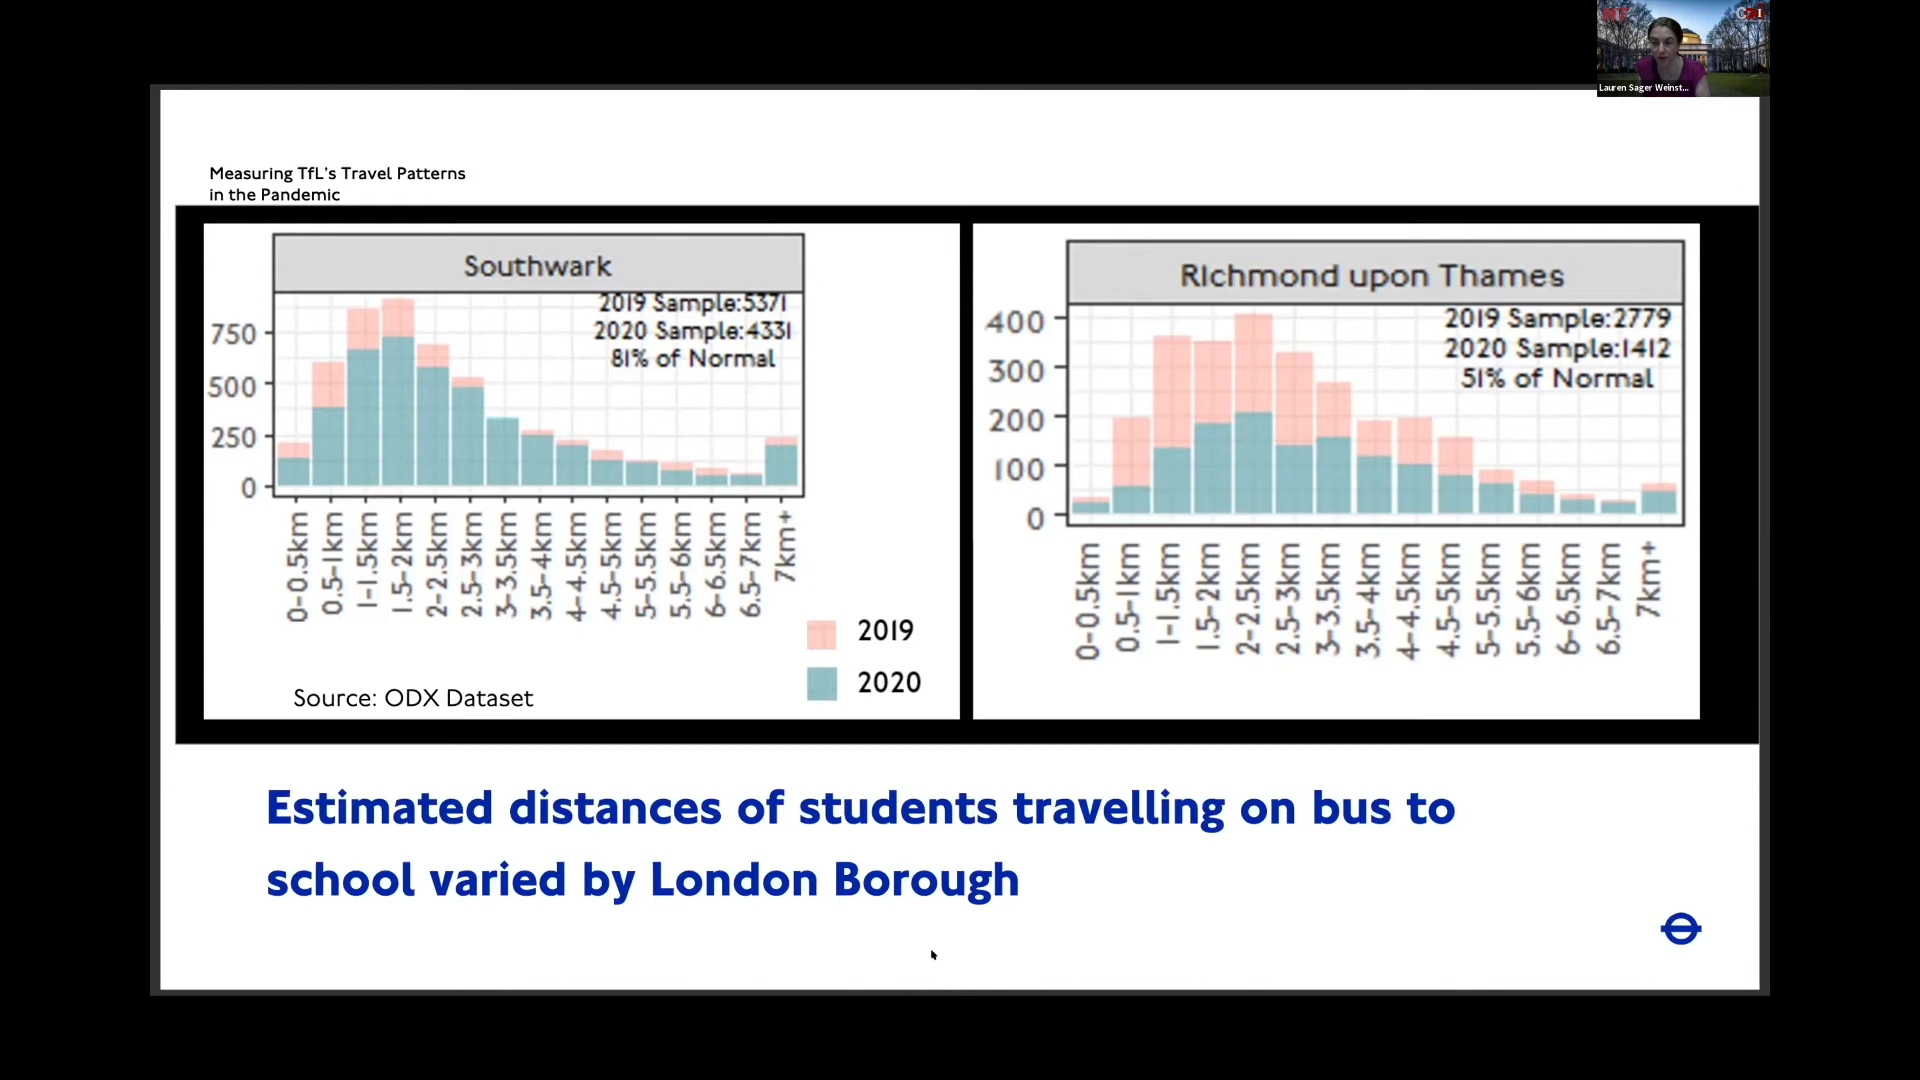 Lauren Sager Weinst...
Measuring TfL's Travel Patterns
in the Pandemic
Southwark
2019 Sample:5371
2020 Sample:4331
81% of Normal
750
500
250
0
0-0.5km
0.5-1km
1-1.5km
1.5-2km
2-2.5km
2.5-3km
3-3.5km
3.5-4km
4-4.5km
4.5-5km
5-5.5km
5.5-6km
6-6.5km
6.5-7km
7km+
2019
2020
Source: ODX Dataset
Richmond upon Thames
2019 Sample:2779
2020 Sample:1412
51% of Normal
400
300
200
100
0
0-0.5km
0.5-1km
1-1.5km
1.5-2km
2-2.5km
2.5-3km
3-3.5km
3.5-4km
4-4.5km
4.5-5km
5-5.5km
5.5-6km
6-6.5km
6.5-7km
7km+
Estimated distances of students travelling on bus to
school varied by London Borough